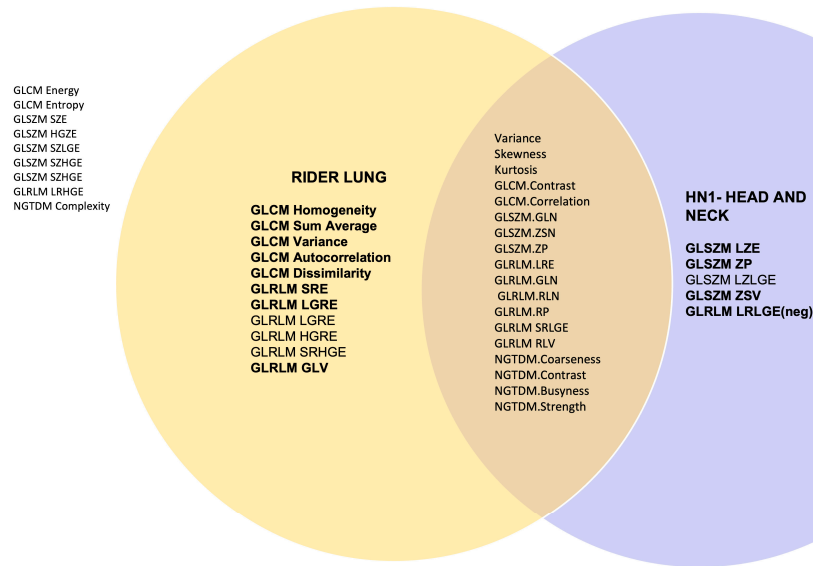 GLCM Energy
GLCM Entropy
GLSZM SZE
GLSZM HGZE
GLSZM SZLGE
GLSZM SZHGE
GLSZM SZHGE
GLRLM LRHGE
NGTDM Complexity
RIDER LUNG
GLCM Homogeneity
GLCM Sum Average
GLCM Variance
GLCM Autocorrelation
GLCM Dissimilarity
GLRLM SRE
GLRLM LGRE
GLRLM LGRE
GLRLM HGRE
GLRLM SRHGE
GLRLM GLV
Variance
Skewness
Kurtosis
GLCM.Contrast
GLCM.Correlation
GLSZM.GLN
GLSZM.ZSN
GLSZM.ZP
GLRLM.LRE
GLRLM.GLN
GLRLM.RLN
GLRLM.RP
GLRLM SRLGE
GLRLM RLV
NGTDM.Coarseness
NGTDM.Contrast
NGTDM.Busyness
NGTDM.Strength
HN1- HEAD AND
NECK
GLSZM LZE
GLSZM ZP
GLSZM LZLGE
GLSZM ZSV
GLRLM LRLGE(neg)